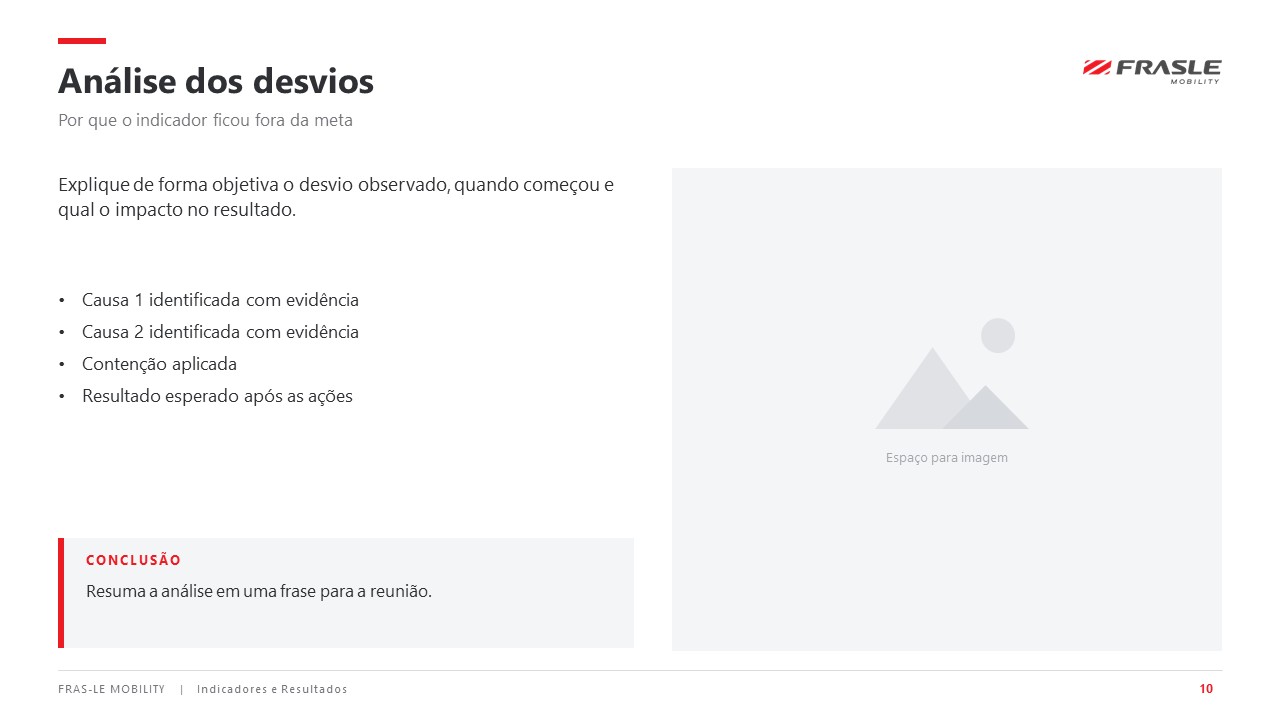 Análise dos desvios
Por que o indicador ficou fora da meta
FRASLE
MOBILITY
Explique de forma objetiva o desvio observado, quando começou e
qual o impacto no resultado.
• Causa 1 identificada com evidência
• Causa 2 identificada com evidência
• Contenção aplicada
• Resultado esperado após as ações
Espaço para imagem
CONCLUSÃO
Resuma a análise em uma frase para a reunião.
FRAS-LE MOBILITY | Indicadores e Resultados
10